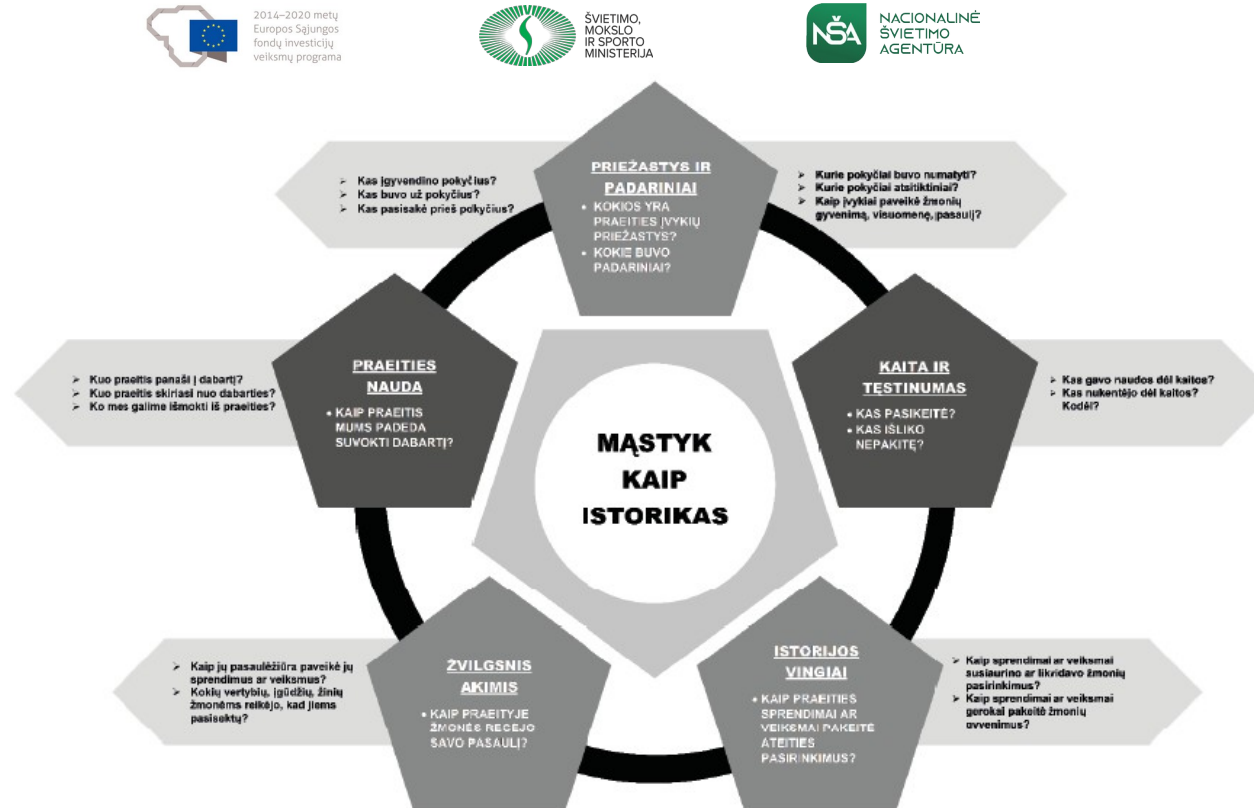 2014–2020 metų
Europos Sąjungos
fondų investicijų
veiksmų programa
ŠVIETIMO,
MOKSLO
IR SPORTO
MINISTERIJA
NŠA
NACIONALINĖ
ŠVIETIMO
AGENTŪRA
➢ Kas įgyvendino pokyčius?
➢ Kas buvo už pokyčius?
➢ Kas pasisakė prieš pokyčius?
PRIEŽASTYS IR
PADARINIAI
• KOKIOS YRA
PRAEITIES ĮVYKIŲ
PRIEŽASTYS?
• KOKIE BUVO
PADARINIAI?
➢ Kurie pokyčiai buvo numatyti?
➢ Kurie pokyčiai atsitiktiniai?
➢ Kaip įvykiai paveikė žmonių
gyvenimą, visuomenę, pasaulį?
➢ Kuo praeitis panaši į dabartį?
➢ Kuo praeitis skiriasi nuo dabarties?
➢ Ko mes galime išmokti iš praeities?
PRAEITIES
NAUDA
• KAIP PRAEITIS
MUMS PADEDA
SUVOKTI DABARTĮ?
MĄSTYK
KAIP
ISTORIKAS
KAITA IR
TĘSTINUMAS
• KAS PASIKEITĖ?
• KAS IŠLIKO
NEPAKITĘ?
➢ Kas gavo naudos dėl kaitos?
➢ Kas nukentėjo dėl kaitos?
Kodėl?
➢ Kaip jų pasaulėžiūra paveikė jų
sprendimus ar veiksmus?
➢ Kokių vertybių, įgūdžių, žinių
žmonėms reikėjo, kad jiems
pasisektų?
ŽVILGSNIS
AKIMIS
• KAIP PRAEITYJE
ŽMONĖS REGĖJO
SAVO PASAULĮ?
ISTORIJOS
VINGIAI
• KAIP PRAEITIES
SPRENDIMAI AR
VEIKSMAI PAKEITĖ
ATEITIES
PASIRINKIMUS?
➢ Kaip sprendimai ar veiksmai
susiaurino ar likvidavo žmonių
pasirinkimus?
➢ Kaip sprendimai ar veiksmai
gerokai pakeitė žmonių
gyvenimus?